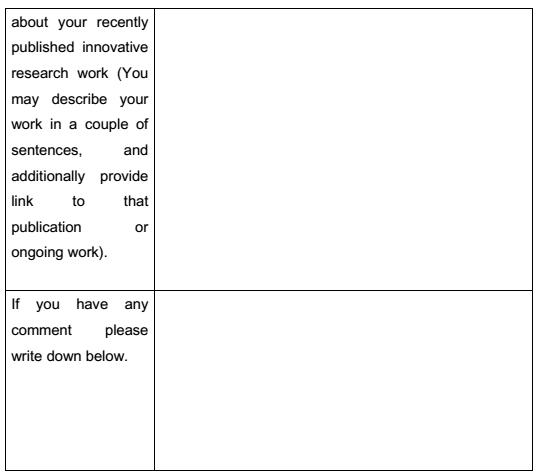 about your recently
published innovative
research work (You
may describe your
work in a couple of
sentences, and
additionally provide
link to that
publication or
ongoing work).
If you have any
comment please
write down below.